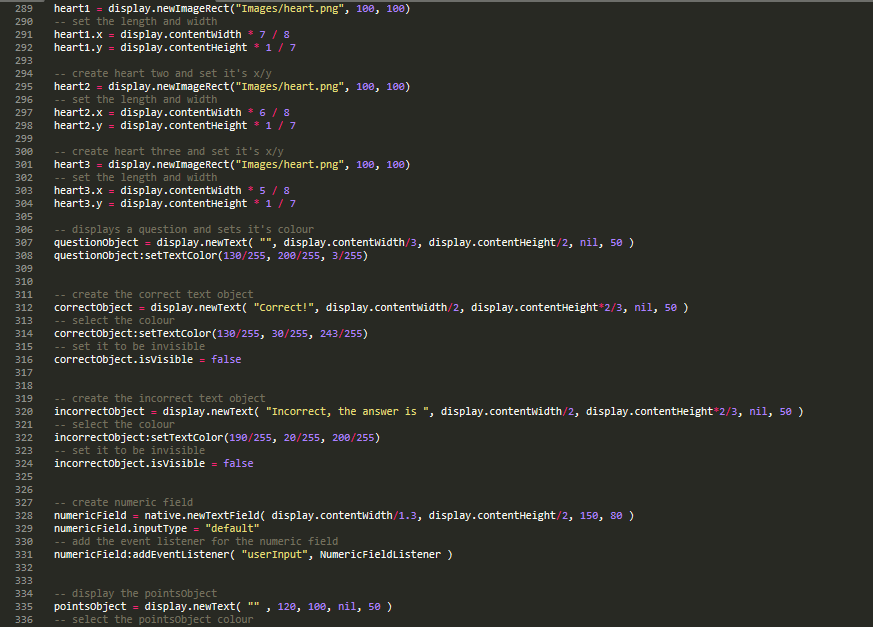 289 heart1 = display.newImageRect("Images/heart.png", 100, 100)
290 -- set the length and width
291 heart1.x = display.contentWidth * 7 / 8
292 heart1.y = display.contentHeight * 1 / 7
293
294 -- create heart two and set it's x/y
295 heart2 = display.newImageRect("Images/heart.png", 100, 100)
296 -- set the length and width
297 heart2.x = display.contentWidth * 6 / 8
298 heart2.y = display.contentHeight * 1 / 7
299
300 -- create heart three and set it's x/y
301 heart3 = display.newImageRect("Images/heart.png", 100, 100)
302 -- set the length and width
303 heart3.x = display.contentWidth * 5 / 8
304 heart3.y = display.contentHeight * 1 / 7
305
306 -- displays a question and sets it's colour
307 questionObject = display.newText( "", display.contentWidth/3, display.contentHeight/2, nil, 50 )
308 questionObject:setTextColor(130/255, 200/255, 3/255)
309
310
311 -- create the correct text object
312 correctObject = display.newText( "Correct!", display.contentWidth/2, display.contentHeight*2/3, nil, 50 )
313 -- select the colour
314 correctObject:setTextColor(130/255, 30/255, 243/255)
315 -- set it to be invisible
316 correctObject.isVisible = false
317
318
319 -- create the incorrect text object
320 incorrectObject = display.newText( "Incorrect, the answer is ", display.contentWidth/2, display.contentHeight*2/3, nil, 50 )
321 -- select the colour
322 incorrectObject:setTextColor(190/255, 20/255, 200/255)
323 -- set it to be invisible
324 incorrectObject.isVisible = false
325
326
327 -- create numeric field
328 numericField = native.newTextField( display.contentWidth/1.3, display.contentHeight/2, 150, 80 )
329 numericField.inputType = "default"
330 -- add the event listener for the numeric field
331 numericField:addEventListener( "userInput", NumericFieldListener )
332
333
334 -- display the pointsObject
335 pointsObject = display.newText( "" , 120, 100, nil, 50 )
336 -- select the pointsObject colour